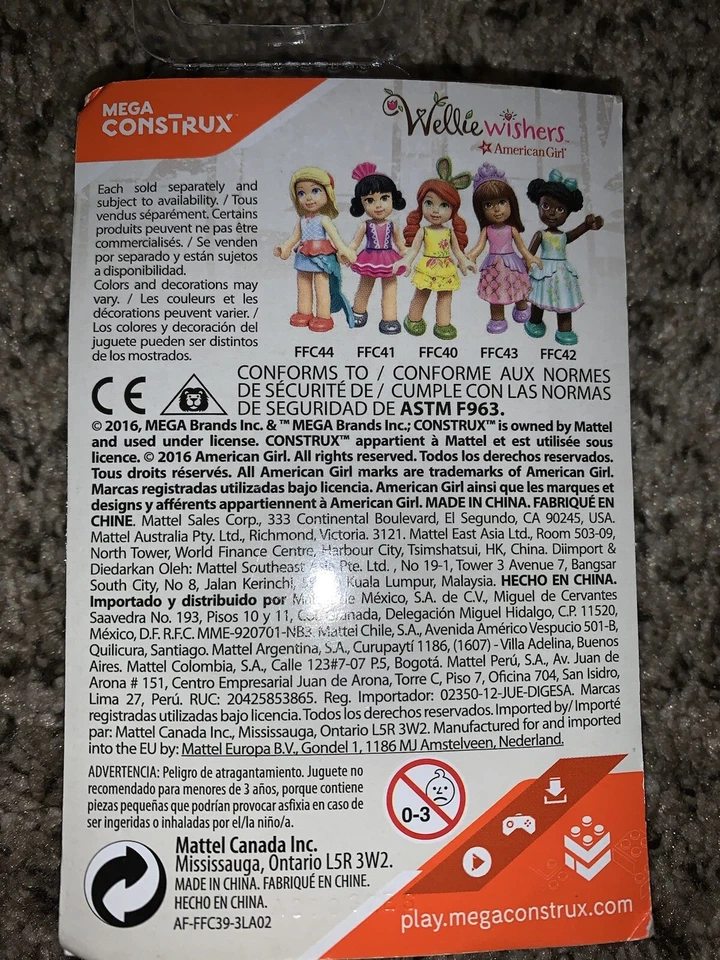 MEGA
CONSTRUX™
WellieWishers™
AmericanGirl®
Each sold separately and
subject to availability. / Tous
vendus séparément. Certains
produits peuvent ne pas être
commercialisés. / Se venden
por separado y están sujetos
a disponibilidad.
Colors and decorations may
vary. / Les couleurs et les
décorations peuvent varier. /
Los colores y decoración del
juguete pueden ser distintos
de los mostrados.
FFC44 FFC41 FFC40 FFC43 FFC42
CE
CONFORMS TO / CONFORME AUX NORMES
DE SÉCURITÉ DE / CUMPLE CON LAS NORMAS
DE SEGURIDAD DE ASTM F963.
© 2016, MEGA Brands Inc. & ™ MEGA Brands Inc.; CONSTRUX™ is owned by Mattel
and used under license. CONSTRUX™ appartient à Mattel et est utilisée sous
licence. © 2016 American Girl. All rights reserved. Todos los derechos reservados.
Tous droits réservés. All American Girl marks are trademarks of American Girl.
Marcas registradas utilizadas bajo licencia. American Girl ainsi que les marques et
designs y afférents appartiennent à American Girl. MADE IN CHINA. FABRIQUÉ EN
CHINE. Mattel Sales Corp., 333 Continental Boulevard, El Segundo, CA 90245, USA.
Mattel Australia Pty. Ltd., Richmond, Victoria. 3121. Mattel East Asia Ltd., Room 503-09,
North Tower, World Finance Centre, Harbour City, Tsimshatsui, HK, China. Diimport &
Diedarkan Oleh: Mattel Southeast Pte. Ltd. , No 19-1, Tower 3 Avenue 7, Bangsar
South City, No 8, Jalan Kerinchi, Kuala Lumpur, Malaysia. HECHO EN CHINA.
Importado y distribuido por de México, S.A. de C.V., Miguel de Cervantes
Saavedra No. 193, Pisos 10 y 11, Granada, Delegación Miguel Hidalgo, C.P. 11520,
México, D.F. R.F.C. MME-920701-NB3. Mattel Chile, S.A., Avenida Américo Vespucio 501-B,
Quilicura, Santiago. Mattel Argentina, S.A., Curupaytí 1186, (1607) - Villa Adelina, Buenos
Aires. Mattel Colombia, S.A., Calle 123#7-07 P.5, Bogotá. Mattel Perú, S.A., Av. Juan de
Arona # 151, Centro Empresarial Juan de Arona, Torre C, Piso 7, Oficina 704, San Isidro,
Lima 27, Perú. RUC: 20425853865. Reg. Importador: 02350-12-JUE-DIGESA. Marcas
registradas utilizadas bajo licencia. Todos los derechos reservados. Imported by/ Importé
par: Mattel Canada Inc., Mississauga, Ontario L5R 3W2. Manufactured for and imported
into the EU by: Mattel Europa B.V., Gondel 1, 1186 MJ Amstelveen, Nederland.
ADVERTENCIA: Peligro de atragantamiento. Juguete no
recomendado para menores de 3 años, porque contiene
piezas pequeñas que podrían provocar asfixia en caso de
ser ingeridas o inhaladas por el/la niño/a.
0-3
Mattel Canada Inc.
Mississauga, Ontario L5R 3W2.
MADE IN CHINA. FABRIQUÉ EN CHINE.
HECHO EN CHINA.
AF-FFC39-3LA02
play.megaconstrux.com